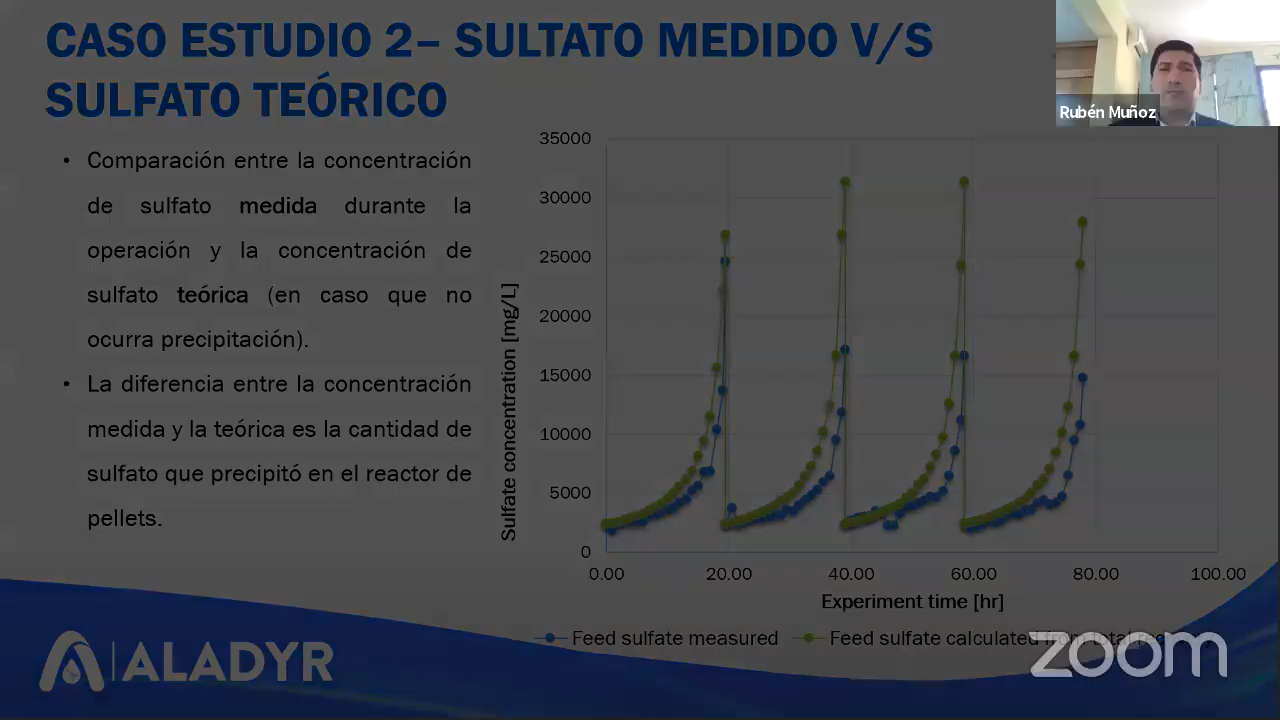 CASO ESTUDIO 2– SULTATO MEDIDO V/S
SULFATO TEÓRICO
Rubén Muñoz
• Comparación entre la concentración
de sulfato medida durante la
operación y la concentración de
sulfato teórica (en caso que no
ocurra precipitación).
• La diferencia entre la concentración
medida y la teórica es la cantidad de
sulfato que precipitó en el reactor de
pellets.
Sulfate concentration [mg/L]
35000
30000
25000
20000
15000
10000
5000
0
0.00 20.00 40.00 60.00 80.00 100.00
Experiment time [hr]
Feed sulfate measured Feed sulfate calculated from total
ALADYR
zoom